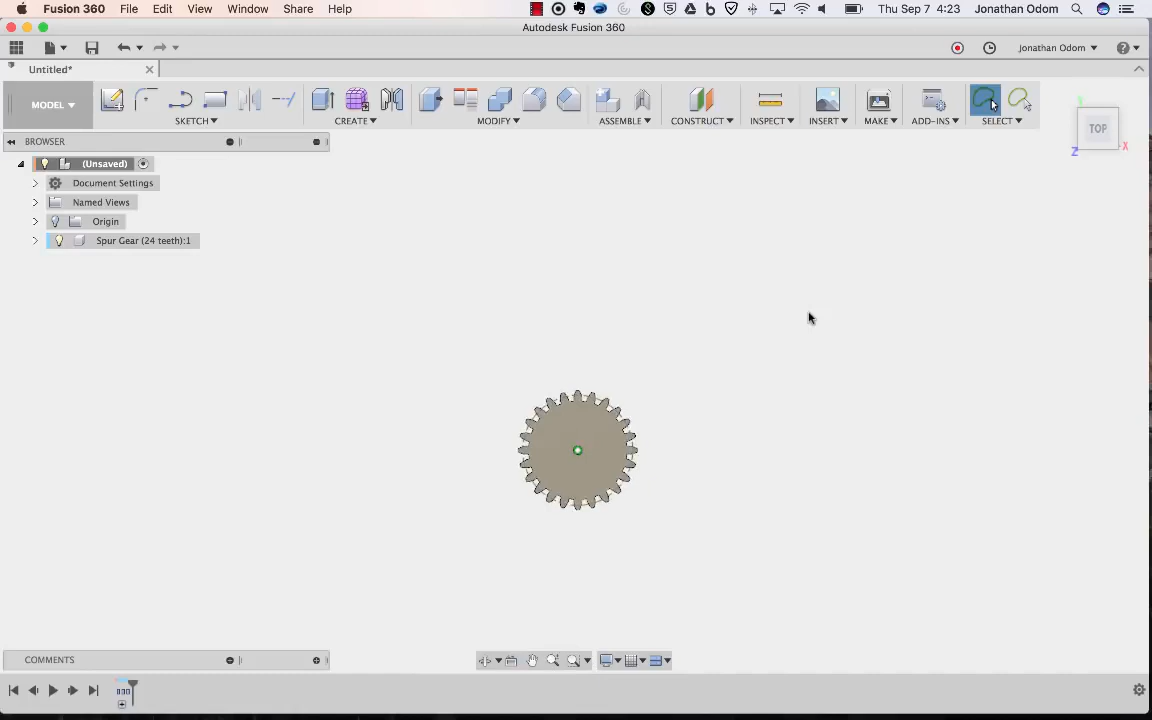 Fusion 360 File Edit View Window Share Help Thu Sep 7 4:23 Jonathan Odom
Autodesk Fusion 360
Jonathan Odom
Untitled*
MODEL
SKETCH CREATE MODIFY ASSEMBLE CONSTRUCT INSPECT INSERT MAKE ADD-INS SELECT
TOP
Z X
BROWSER
(Unsaved)
Document Settings
Named Views
Origin
Spur Gear (24 teeth):1
COMMENTS